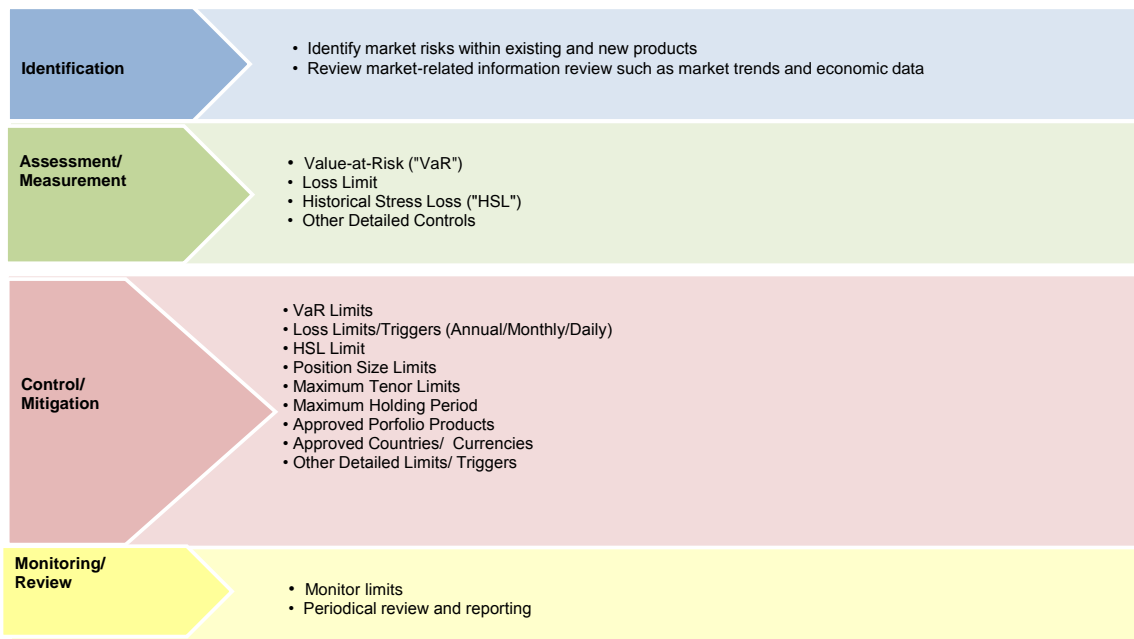 Identification
• Identify market risks within existing and new products
• Review market-related information review such as market trends and economic data
Assessment/
Measurement
• Value-at-Risk ("VaR")
• Loss Limit
• Historical Stress Loss ("HSL")
• Other Detailed Controls
Control/
Mitigation
• VaR Limits
• Loss Limits/Triggers (Annual/Monthly/Daily)
• HSL Limit
• Position Size Limits
• Maximum Tenor Limits
• Maximum Holding Period
• Approved Porfolio Products
• Approved Countries/ Currencies
• Other Detailed Limits/ Triggers
Monitoring/
Review
• Monitor limits
• Periodical review and reporting